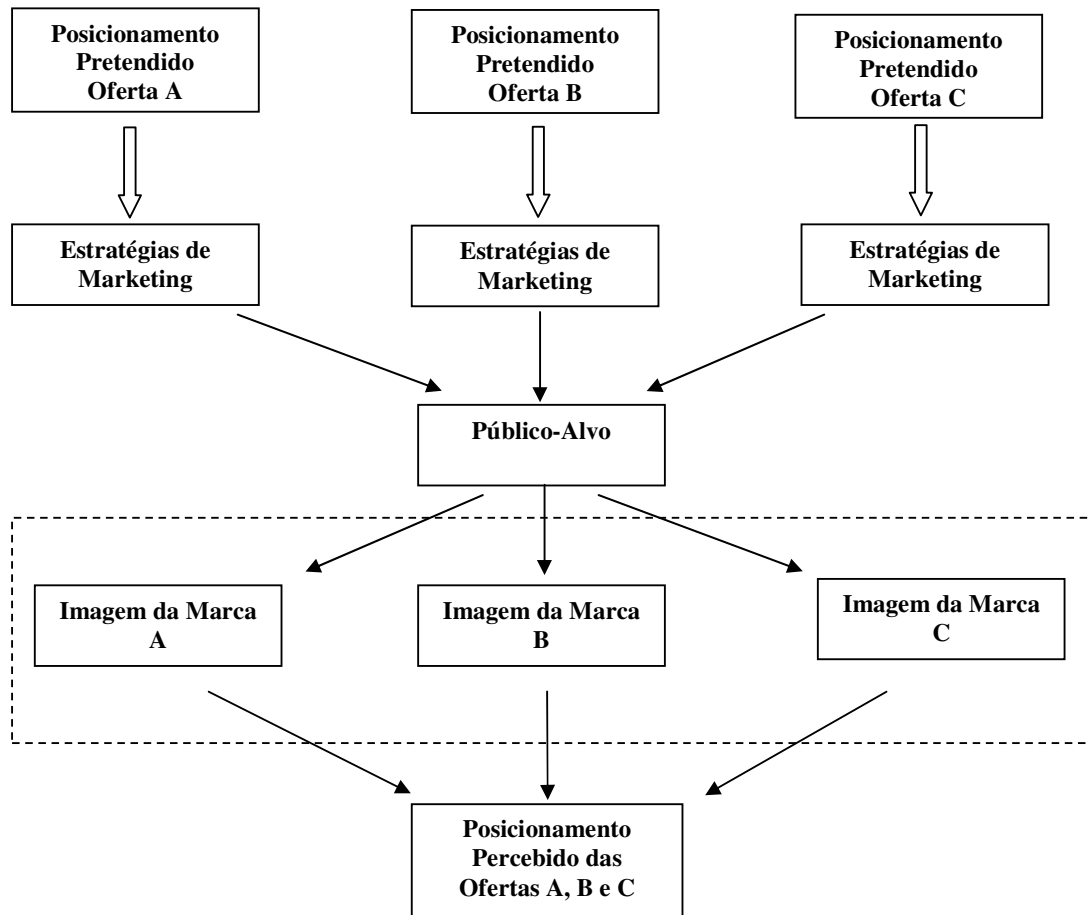 Posicionamento
Pretendido
Oferta A
Posicionamento
Pretendido
Oferta B
Posicionamento
Pretendido
Oferta C
Estratégias de
Marketing
Estratégias de
Marketing
Estratégias de
Marketing
Público-Alvo
Imagem da Marca
A
Imagem da Marca
B
Imagem da Marca
C
Posicionamento
Percebido das
Ofertas A, B e C